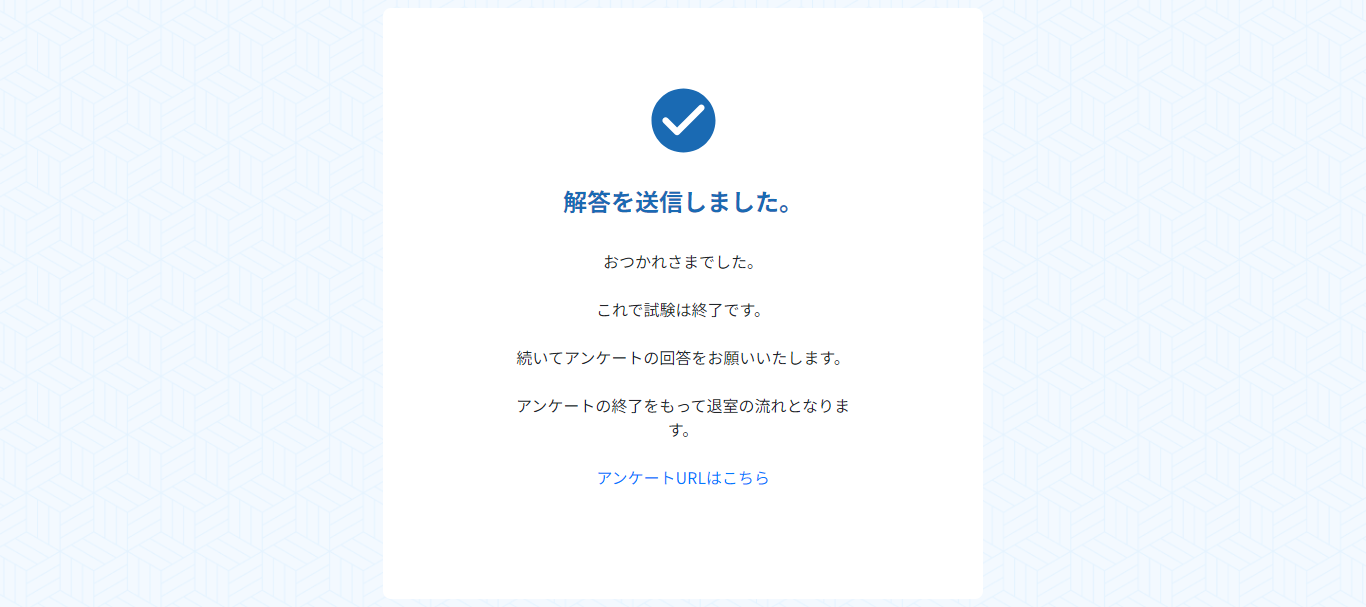 解答を送信しました。
おつかれさまでした。
これで試験は終了です。
続いてアンケートの回答をお願いいたします。
アンケートの終了をもって退室の流れとなりま
す。
アンケートURLはこちら